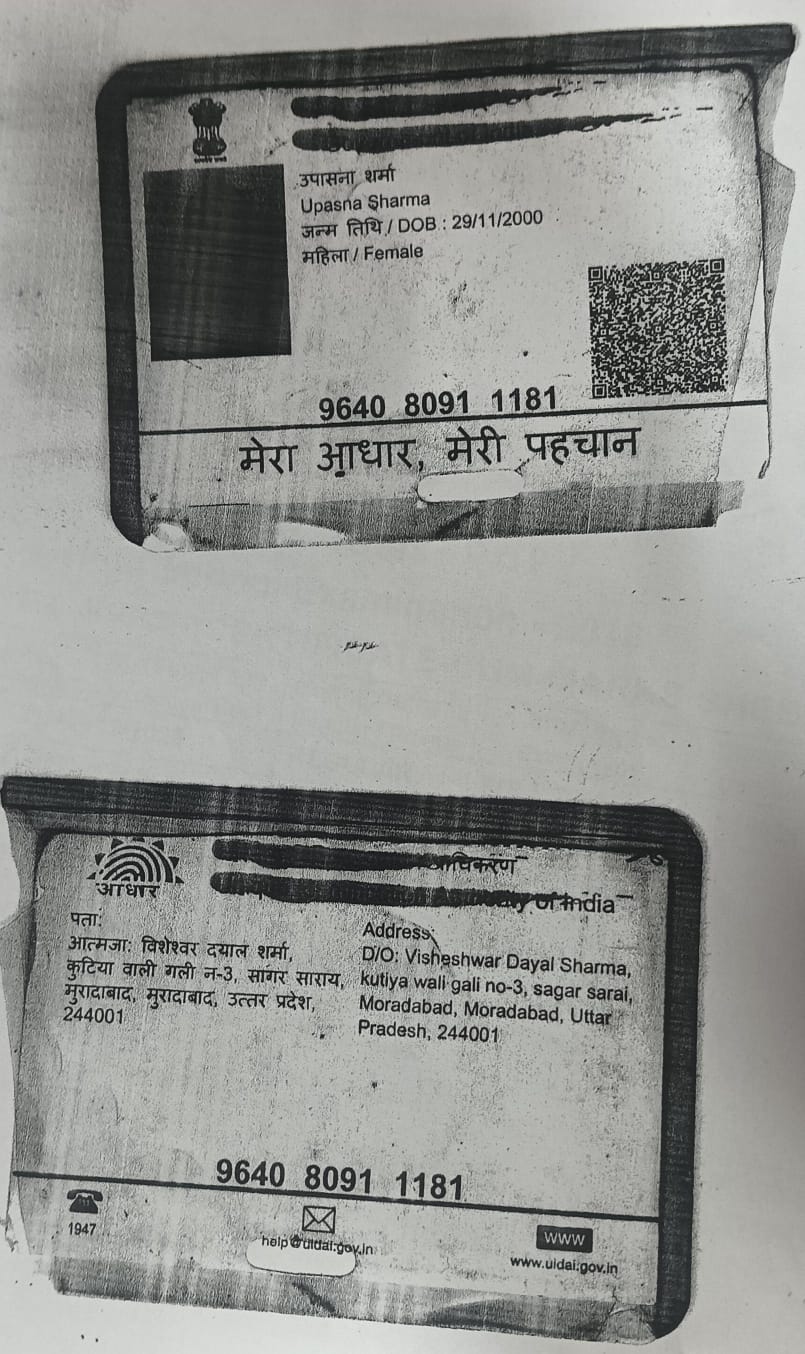 उपासना शर्मा
Upasna Sharma
जन्म तिथि / DOB : 29/11/2000
महिला / Female
9640 8091 1181
मेरा आधार, मेरी पहचान
आधार
of India
पता:
आत्मजा: विशेश्वर दयाल शर्मा,
कुटिया वाली गली न-3, सागर सराय,
मुरादाबाद, मुरादाबाद, उत्तर प्रदेश,
244001
Address:
D/O: Visheshwar Dayal Sharma,
kutiya wali gali no-3, sagar sarai,
Moradabad, Moradabad, Uttar
Pradesh, 244001
9640 8091 1181
1947
help@uidai.gov.in
www
www.uidai.gov.in